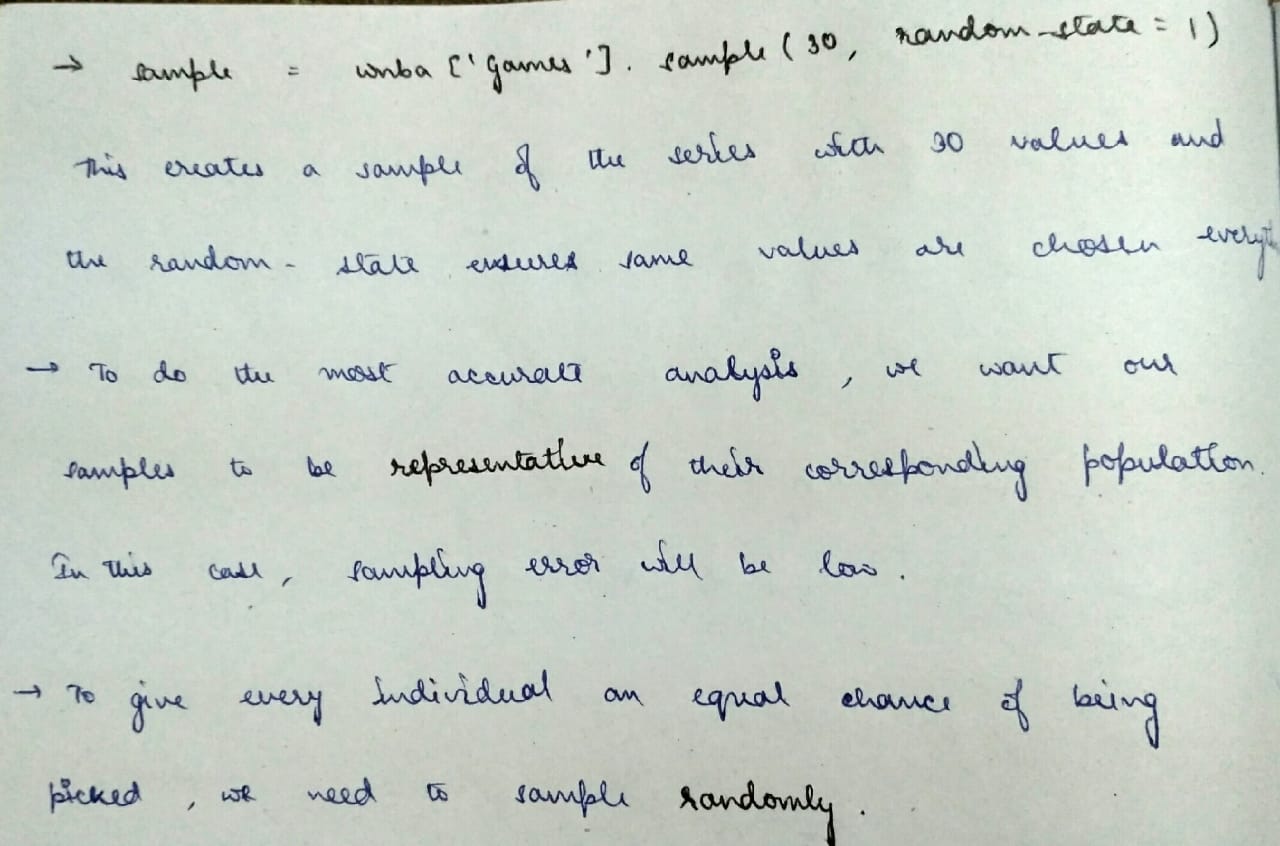 → sample = wnba ['Games']. sample (30, random-state = 1)
This creates a sample of the series with 30 values and
the random-state ensures same values are chosen everyt
→ To do the most accurate analysis, we want our
samples to be representative of their corresponding population.
In this case, sampling error will be low.
→ To give every individual an equal chance of being
picked, we need to sample randomly.